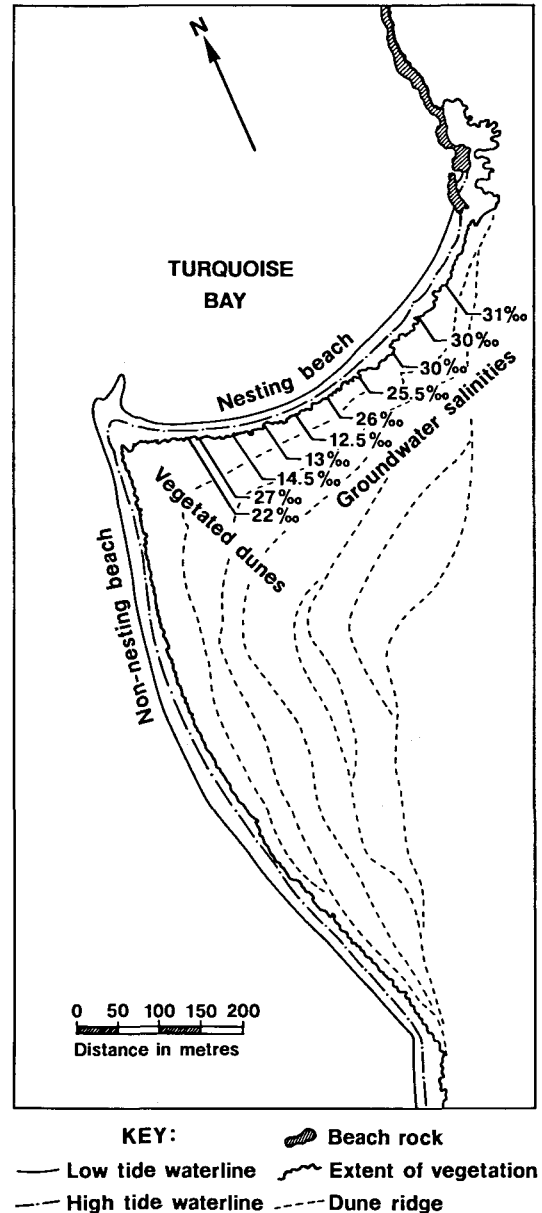 N
TURQUOISE
BAY
Nesting beach
31‰
30‰
30‰
25.5‰
26‰
12.5‰
13‰
14.5‰
27‰
22‰
Groundwater salinities
Vegetated dunes
Non-nesting beach
0 50 100 150 200
Distance in metres
KEY:
Beach rock
Low tide waterline
Extent of vegetation
High tide waterline
Dune ridge